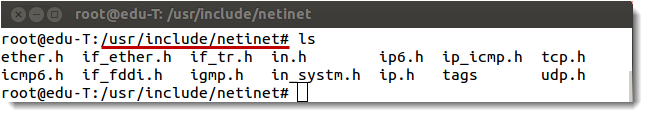 root@edu-T: /usr/include/netinet
root@edu-T:/usr/include/netinet# ls
ether.h  if_ether.h  if_tr.h  in.h       ip6.h  ip_icmp.h  tcp.h
icmp6.h  if_fddi.h   igmp.h   in_systm.h  ip.h   tags       udp.h
root@edu-T:/usr/include/netinet#